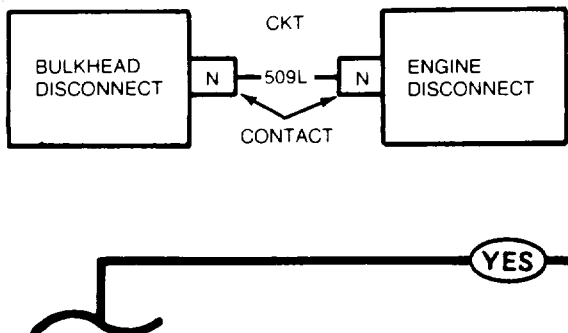 CKT
BULKHEAD
DISCONNECT
N
509L
N
ENGINE
DISCONNECT
CONTACT
YES